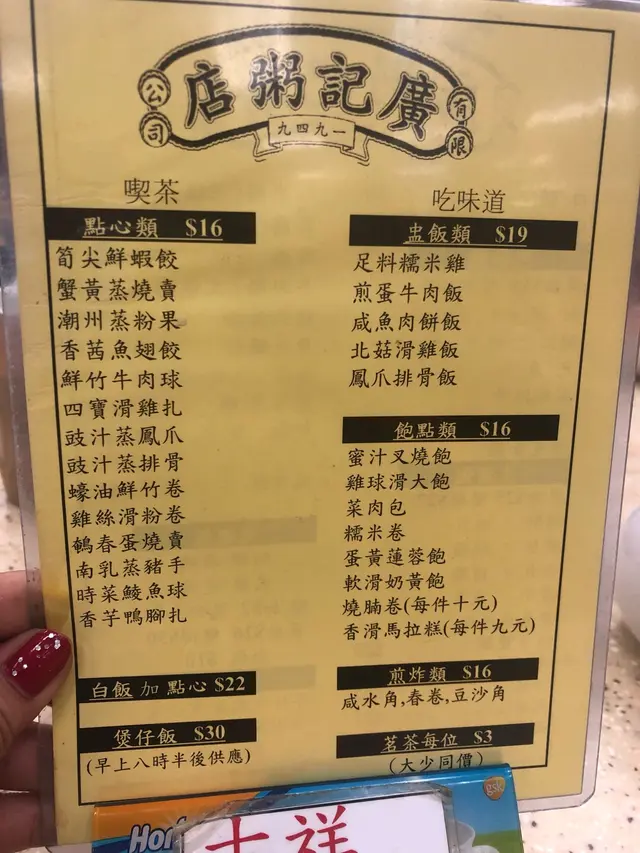 廣記粥店
有限
公司
一九四九
喫茶
點心類 $16
筍尖鮮蝦餃
蟹黃蒸燒賣
潮州蒸粉果
香茜魚翅餃
鮮竹牛肉球
四寶滑雞扎
豉汁蒸鳳爪
豉汁蒸排骨
蠔油鮮竹卷
雞絲滑粉卷
鵪春蛋燒賣
南乳蒸豬手
時菜鯪魚球
香芋鴨腳扎
白飯加點心 $22
煲仔飯 $30
(早上八時半後供應)
吃味道
盅飯類 $19
足料糯米雞
煎蛋牛肉飯
咸魚肉餅飯
北菇滑雞飯
鳳爪排骨飯
飽點類 $16
蜜汁叉燒飽
雞球滑大飽
菜肉包
糯米卷
蛋黃蓮蓉飽
軟滑奶黃飽
燒腩卷(每件十元)
香滑馬拉糕(每件九元)
煎炸類 $16
咸水角,春卷,豆沙角
茗茶每位 $3
(大少同價)
gsk
Horl